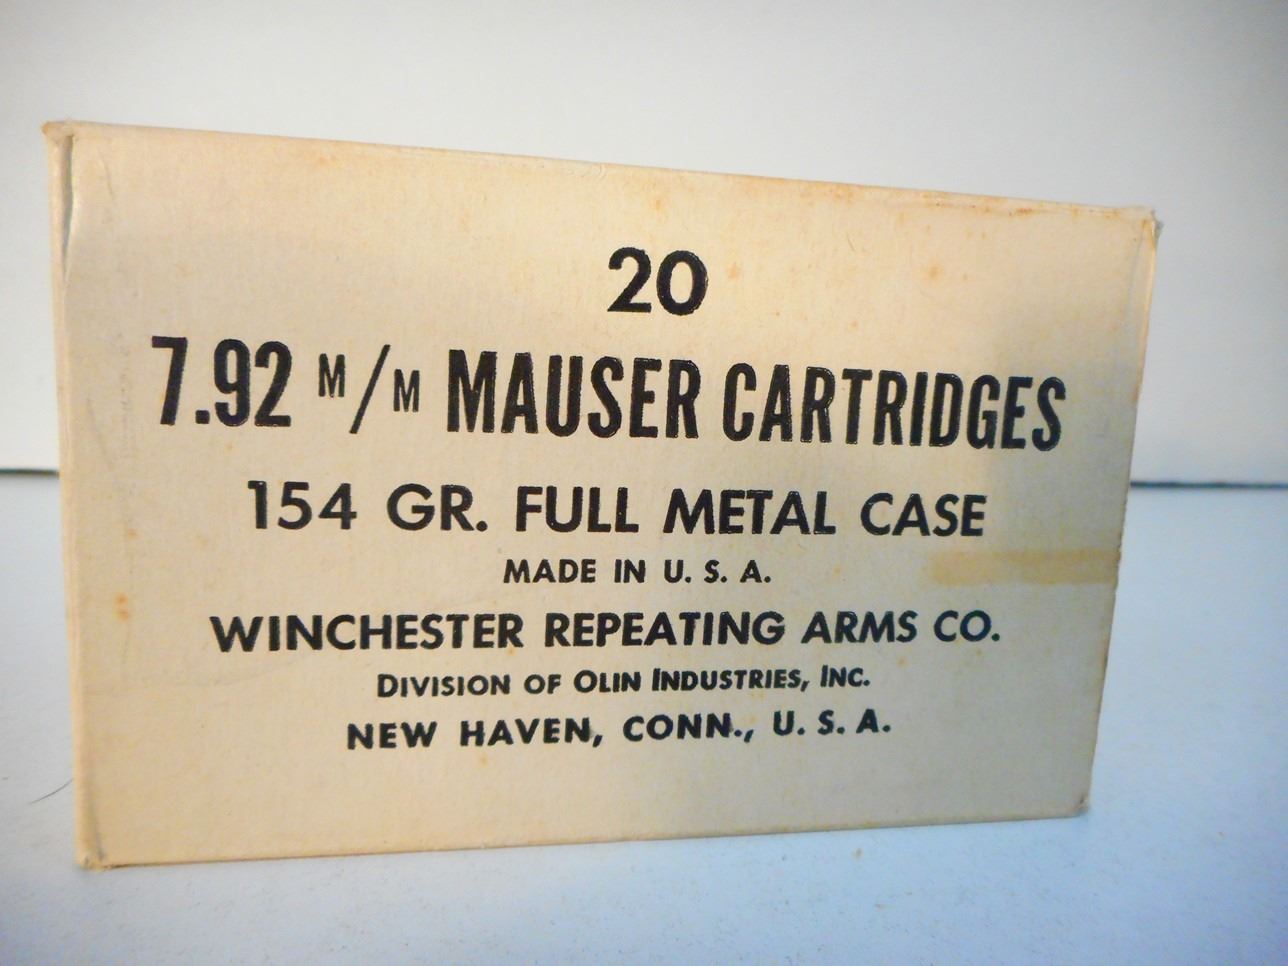 20
7.92 M/M MAUSER CARTRIDGES
154 GR. FULL METAL CASE
MADE IN U. S. A.
WINCHESTER REPEATING ARMS CO.
DIVISION OF OLIN INDUSTRIES, INC.
NEW HAVEN, CONN., U. S. A.